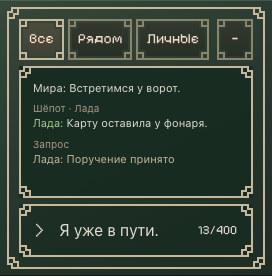 Все Рядом Личные -
Мира: Встретимся у ворот.
Шёпот · Лада
Лада: Карту оставила у фонаря.
Запрос
Лада: Поручение принято
> Я уже в пути. 13/400